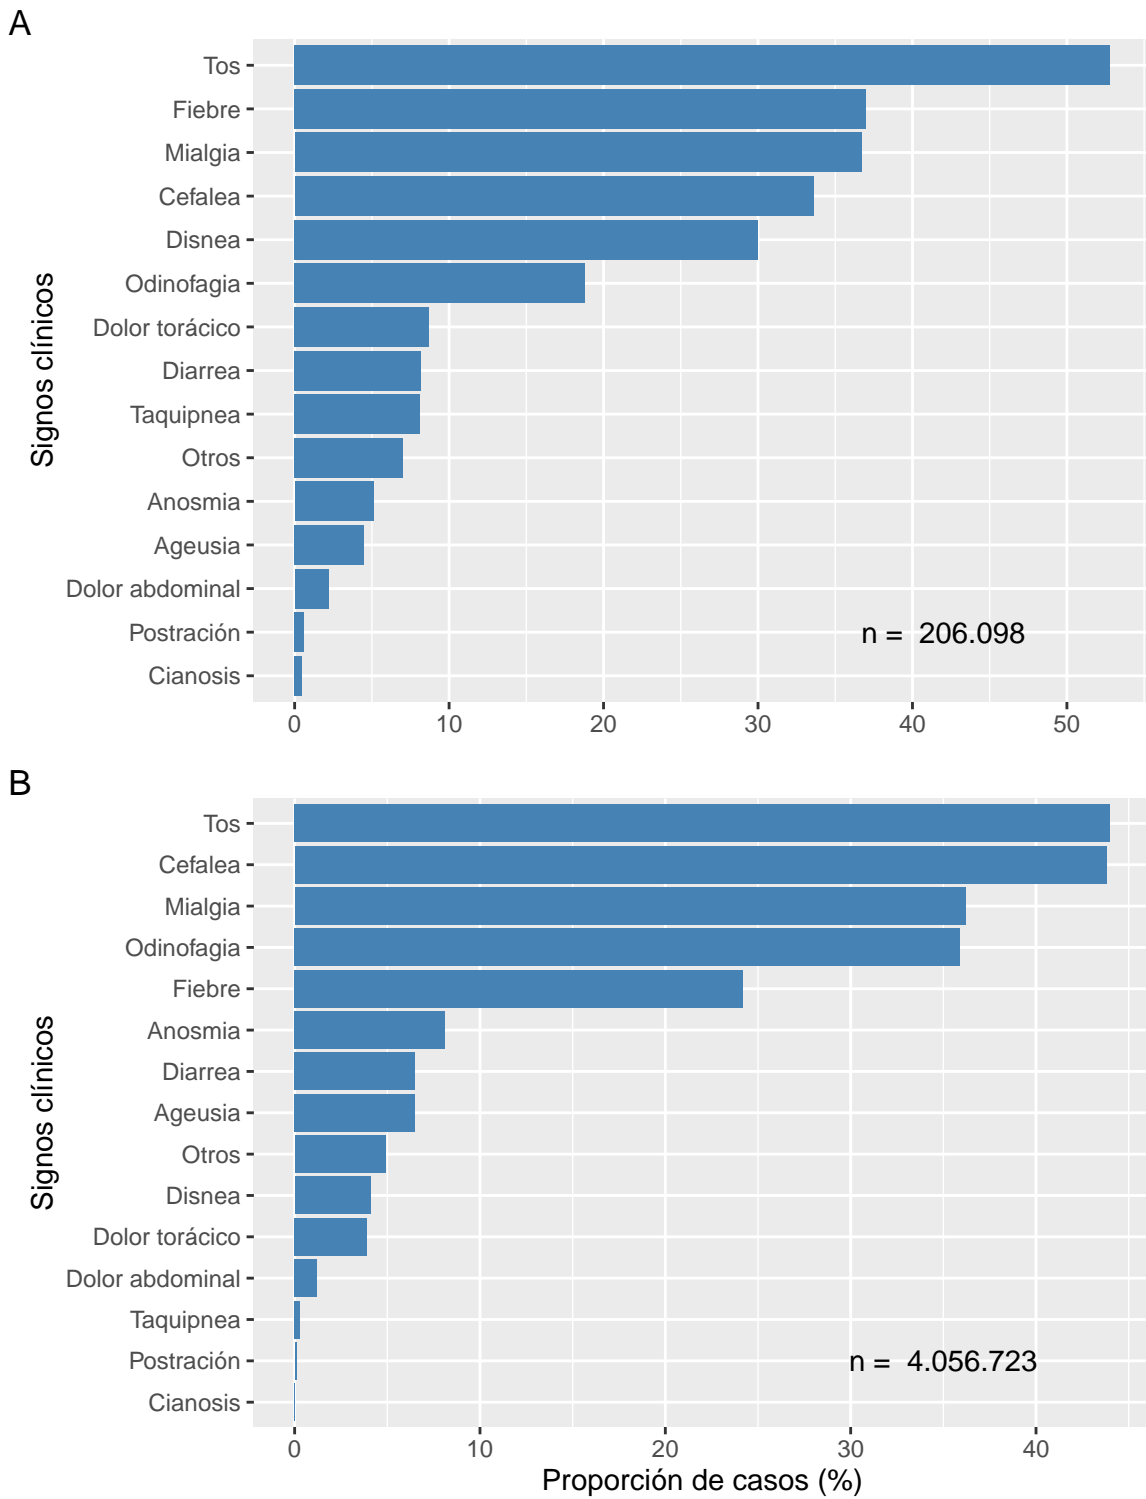 A
Tos
Fiebre
Mialgia
Cefalea
Disnea
Odinofagia
Dolor torácico
Diarrea
Taquipnea
Otros
Anosmia
Ageusia
Dolor abdominal
Postración
Cianosis
Signos clínicos
n = 206.098
0 10 20 30 40 50
B
Tos
Cefalea
Mialgia
Odinofagia
Fiebre
Anosmia
Diarrea
Ageusia
Otros
Disnea
Dolor torácico
Dolor abdominal
Taquipnea
Postración
Cianosis
Signos clínicos
n = 4.056.723
0 10 20 30 40
Proporción de casos (%)